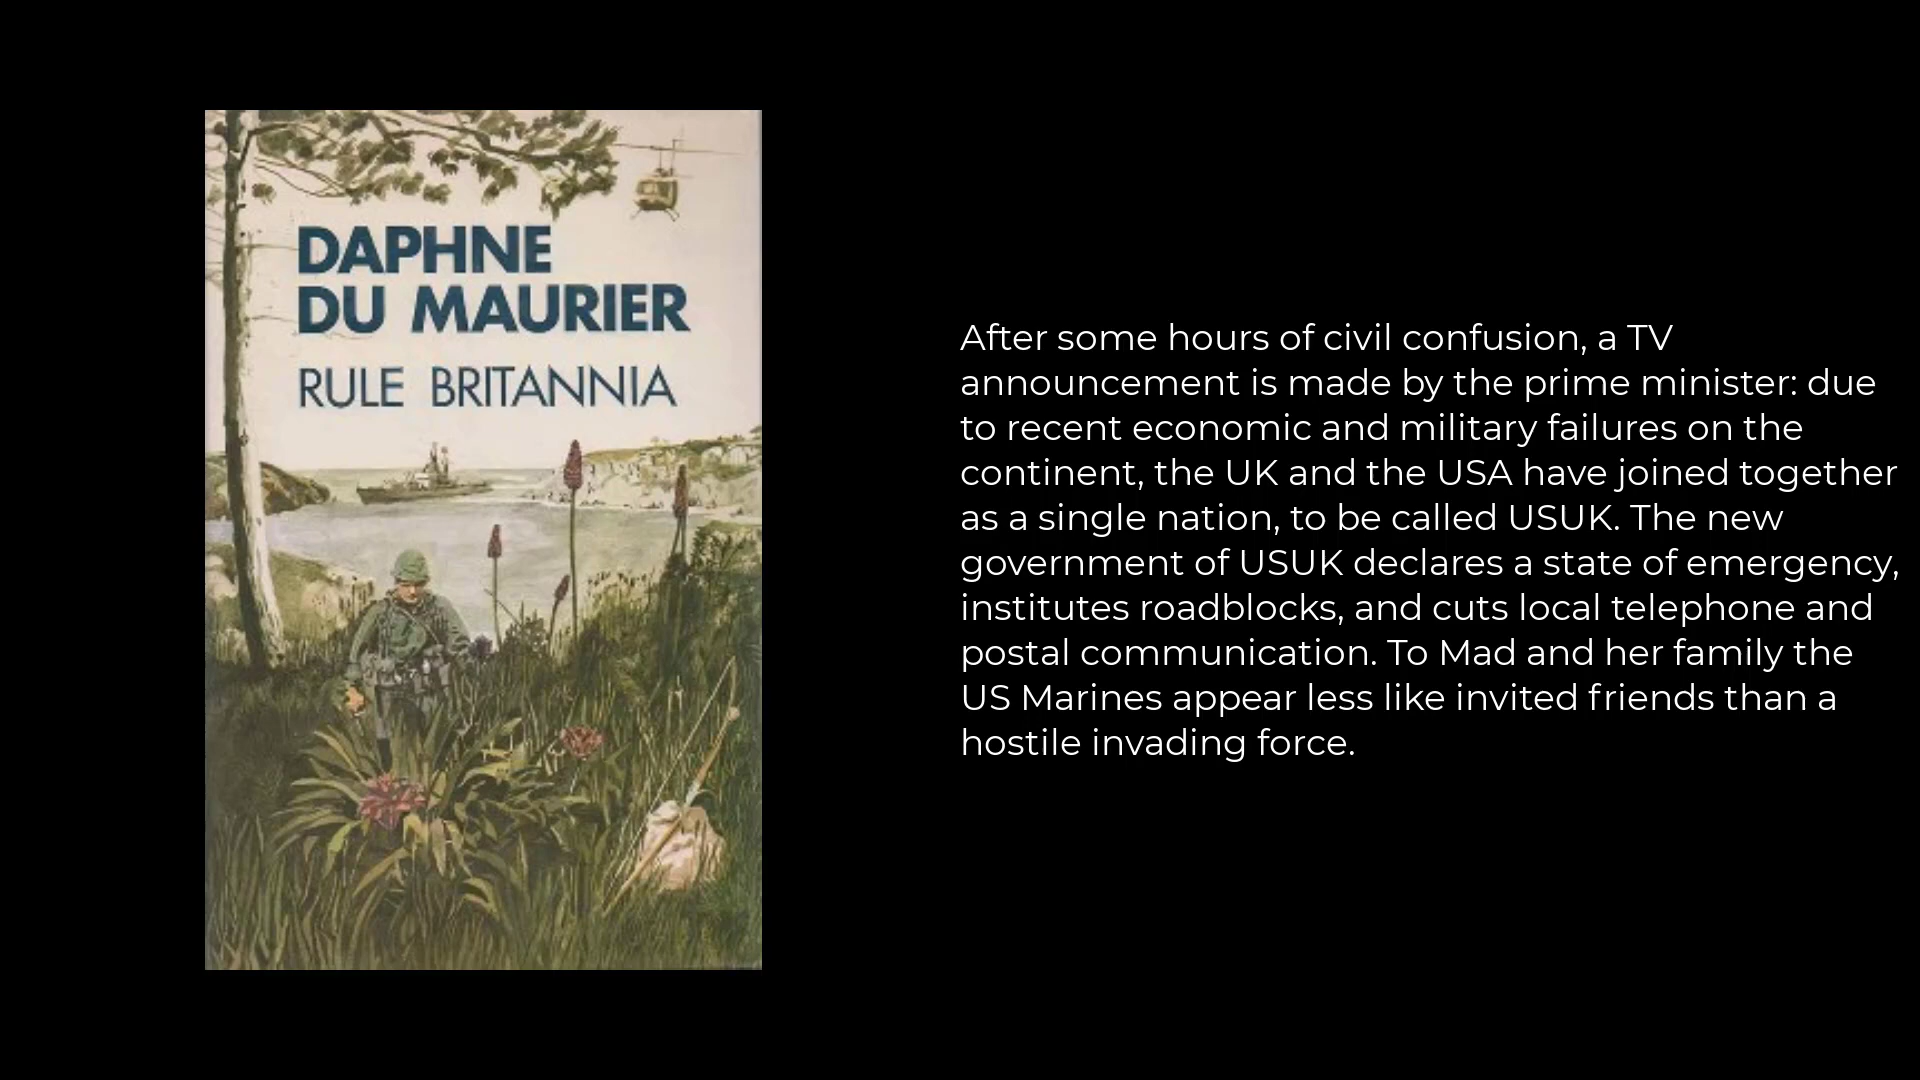 DAPHNE
DU MAURIER
RULE BRITANNIA
After some hours of civil confusion, a TV
announcement is made by the prime minister: due
to recent economic and military failures on the
continent, the UK and the USA have joined together
as a single nation, to be called USUK. The new
government of USUK declares a state of emergency,
institutes roadblocks, and cuts local telephone and
postal communication. To Mad and her family the
US Marines appear less like invited friends than a
hostile invading force.